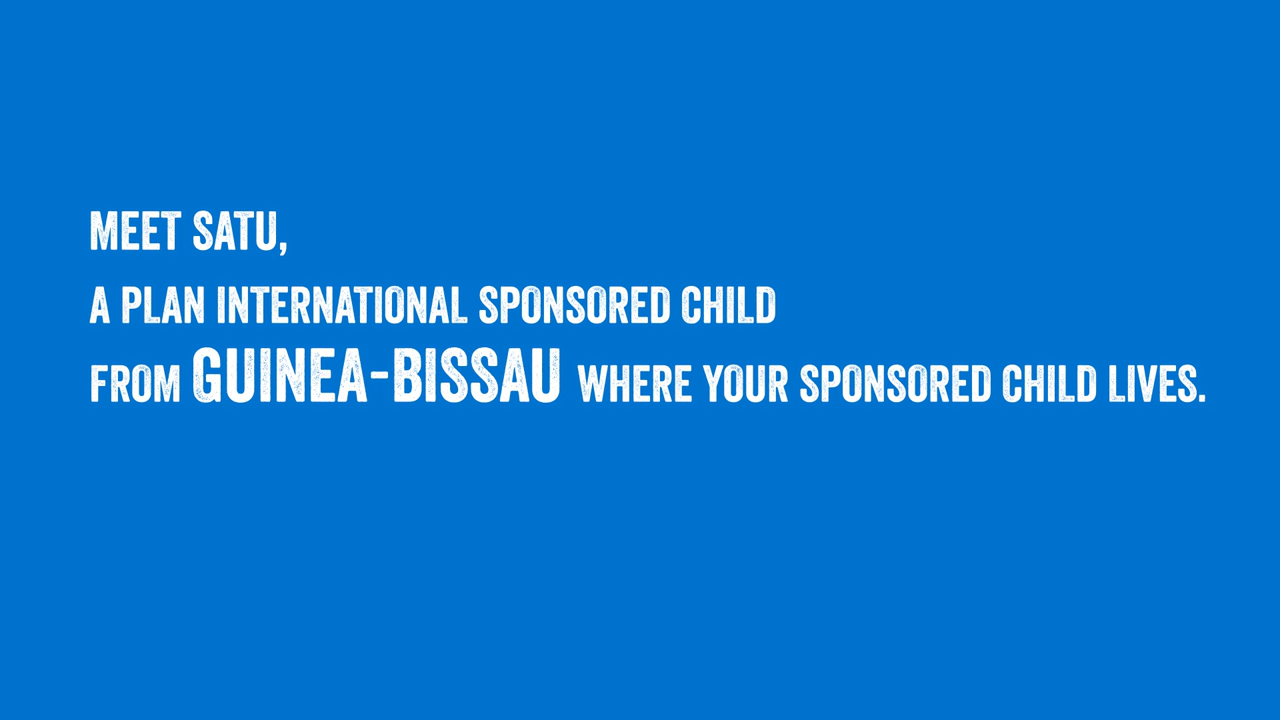 MEET SATU,
A PLAN INTERNATIONAL SPONSORED CHILD
FROM GUINEA-BISSAU WHERE YOUR SPONSORED CHILD LIVES.